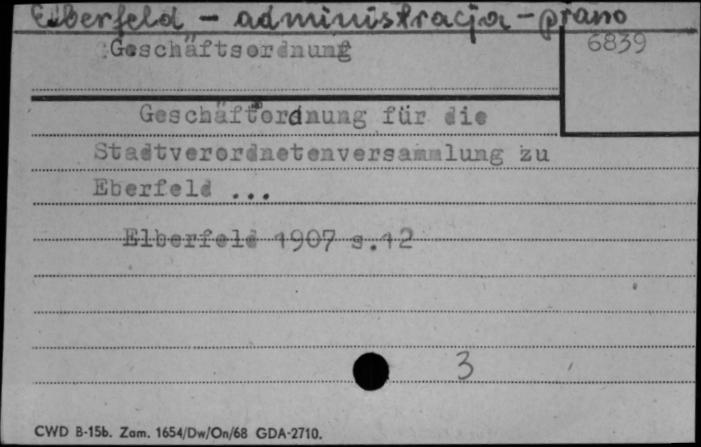 Elberfeld - administracja - prawo
6839
Geschäftsordnung
Geschäftordnung für die
Stadtverordnetenversammlung zu
Eberfeld ...
Elberfeld 1907 s.12
3
CWD B-15b. Zam. 1654/Dw/On/68 GDA-2710.